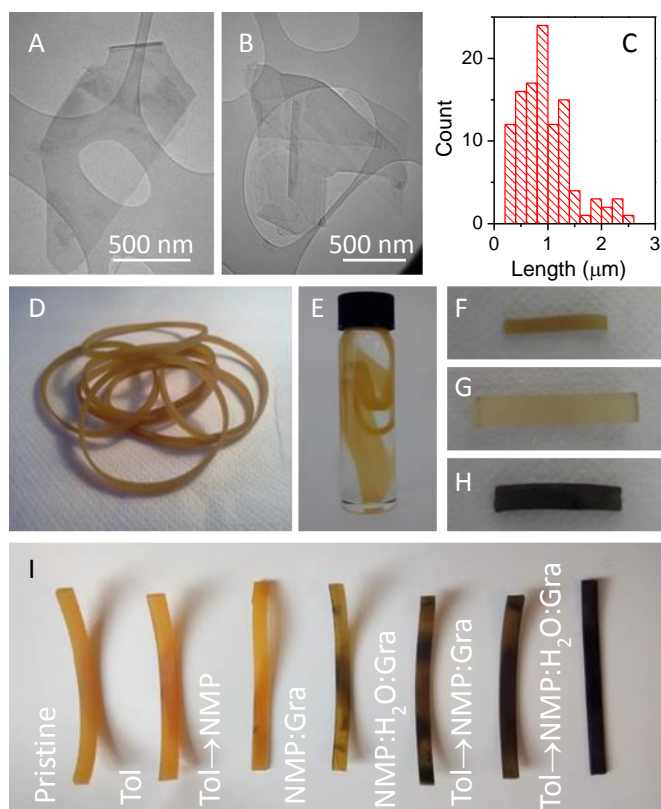 A
500 nm
B
500 nm
C
20
10
0
Count
0 1 2 3
Length (μm)
D
E
F
G
H
I
Pristine
Tol
Tol→NMP
NMP:Gra
NMP:H₂O:Gra
Tol→NMP:Gra
Tol→NMP:H₂O:Gra